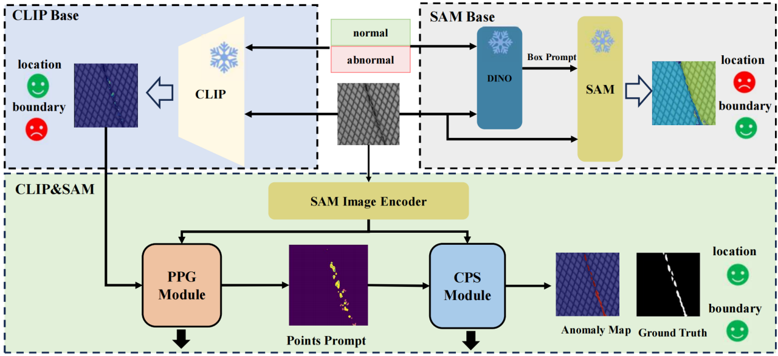 CLIP Base
normal
abnormal
SAM Base
location
boundary
CLIP
DINO
Box Prompt
SAM
location
boundary
CLIP&SAM
SAM Image Encoder
PPG
Module
Points Prompt
CPS
Module
Anomaly Map
Ground Truth
location
boundary